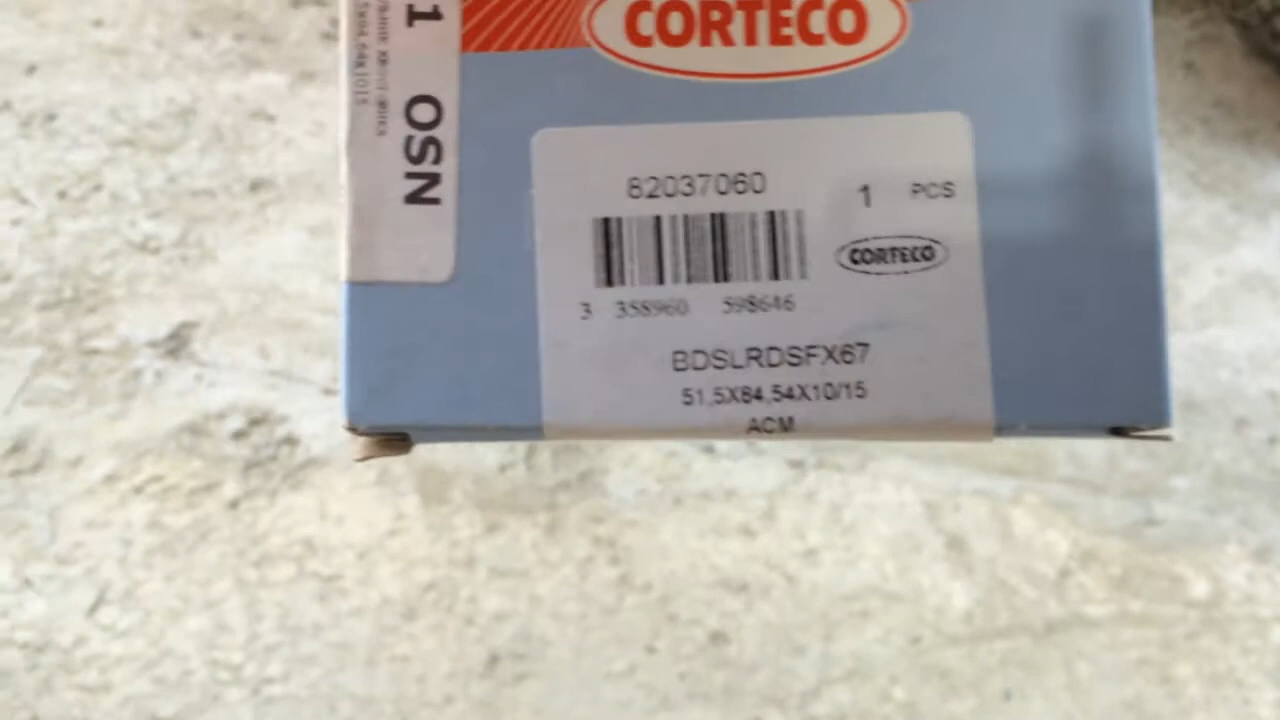 CORTECO
1 OSN
82037060
1 PCS
CORTECO
3 358960 598646
BDSLRDSFX67
51,5X84,54X10/15
ACM